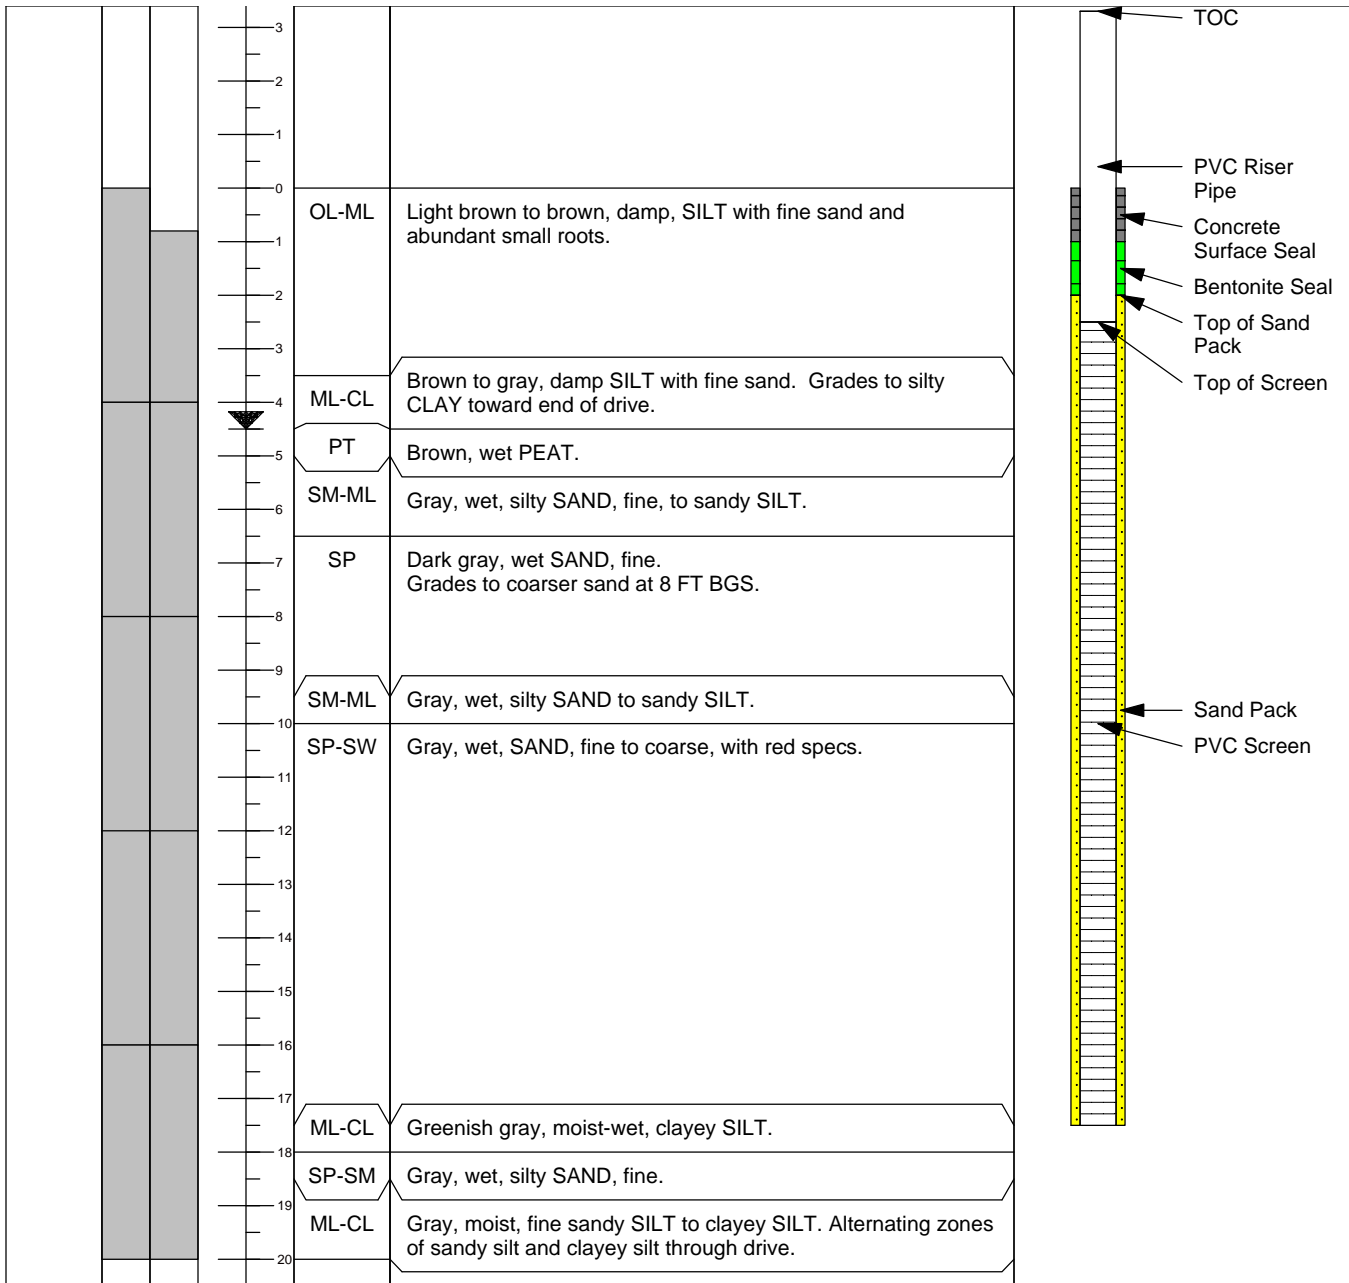 3
TOC
2
1
PVC Riser
Pipe
0
OL-ML
Light brown to brown, damp, SILT with fine sand and
abundant small roots.
Concrete
Surface Seal
1
Bentonite Seal
2
Top of Sand
Pack
3
Top of Screen
ML-CL
Brown to gray, damp SILT with fine sand. Grades to silty
CLAY toward end of drive.
4
PT
Brown, wet PEAT.
5
SM-ML
Gray, wet, silty SAND, fine, to sandy SILT.
6
SP
Dark gray, wet SAND, fine.
Grades to coarser sand at 8 FT BGS.
7
8
9
SM-ML
Gray, wet, silty SAND to sandy SILT.
Sand Pack
10
SP-SW
Gray, wet, SAND, fine to coarse, with red specs.
PVC Screen
11
12
13
14
15
16
17
ML-CL
Greenish gray, moist-wet, clayey SILT.
18
SP-SM
Gray, wet, silty SAND, fine.
19
ML-CL
Gray, moist, fine sandy SILT to clayey SILT. Alternating zones
of sandy silt and clayey silt through drive.
20